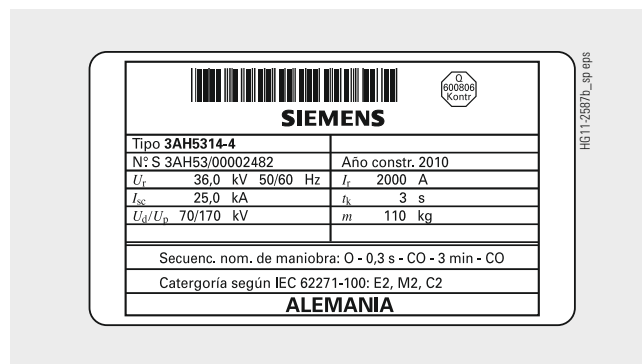 Q
600806
Kontr
SIEMENS
Tipo 3AH5314-4
N° S 3AH53/00002482 Año constr. 2010
Ur 36,0 kV 50/60 Hz Ir 2000 A
Isc 25,0 kA tk 3 s
Ud/Up 70/170 kV m 110 kg
Secuenc. nom. de maniobra: O - 0,3 s - CO - 3 min - CO
Catergoría según IEC 62271-100: E2, M2, C2
ALEMANIA
HG11-2587b_sp eps